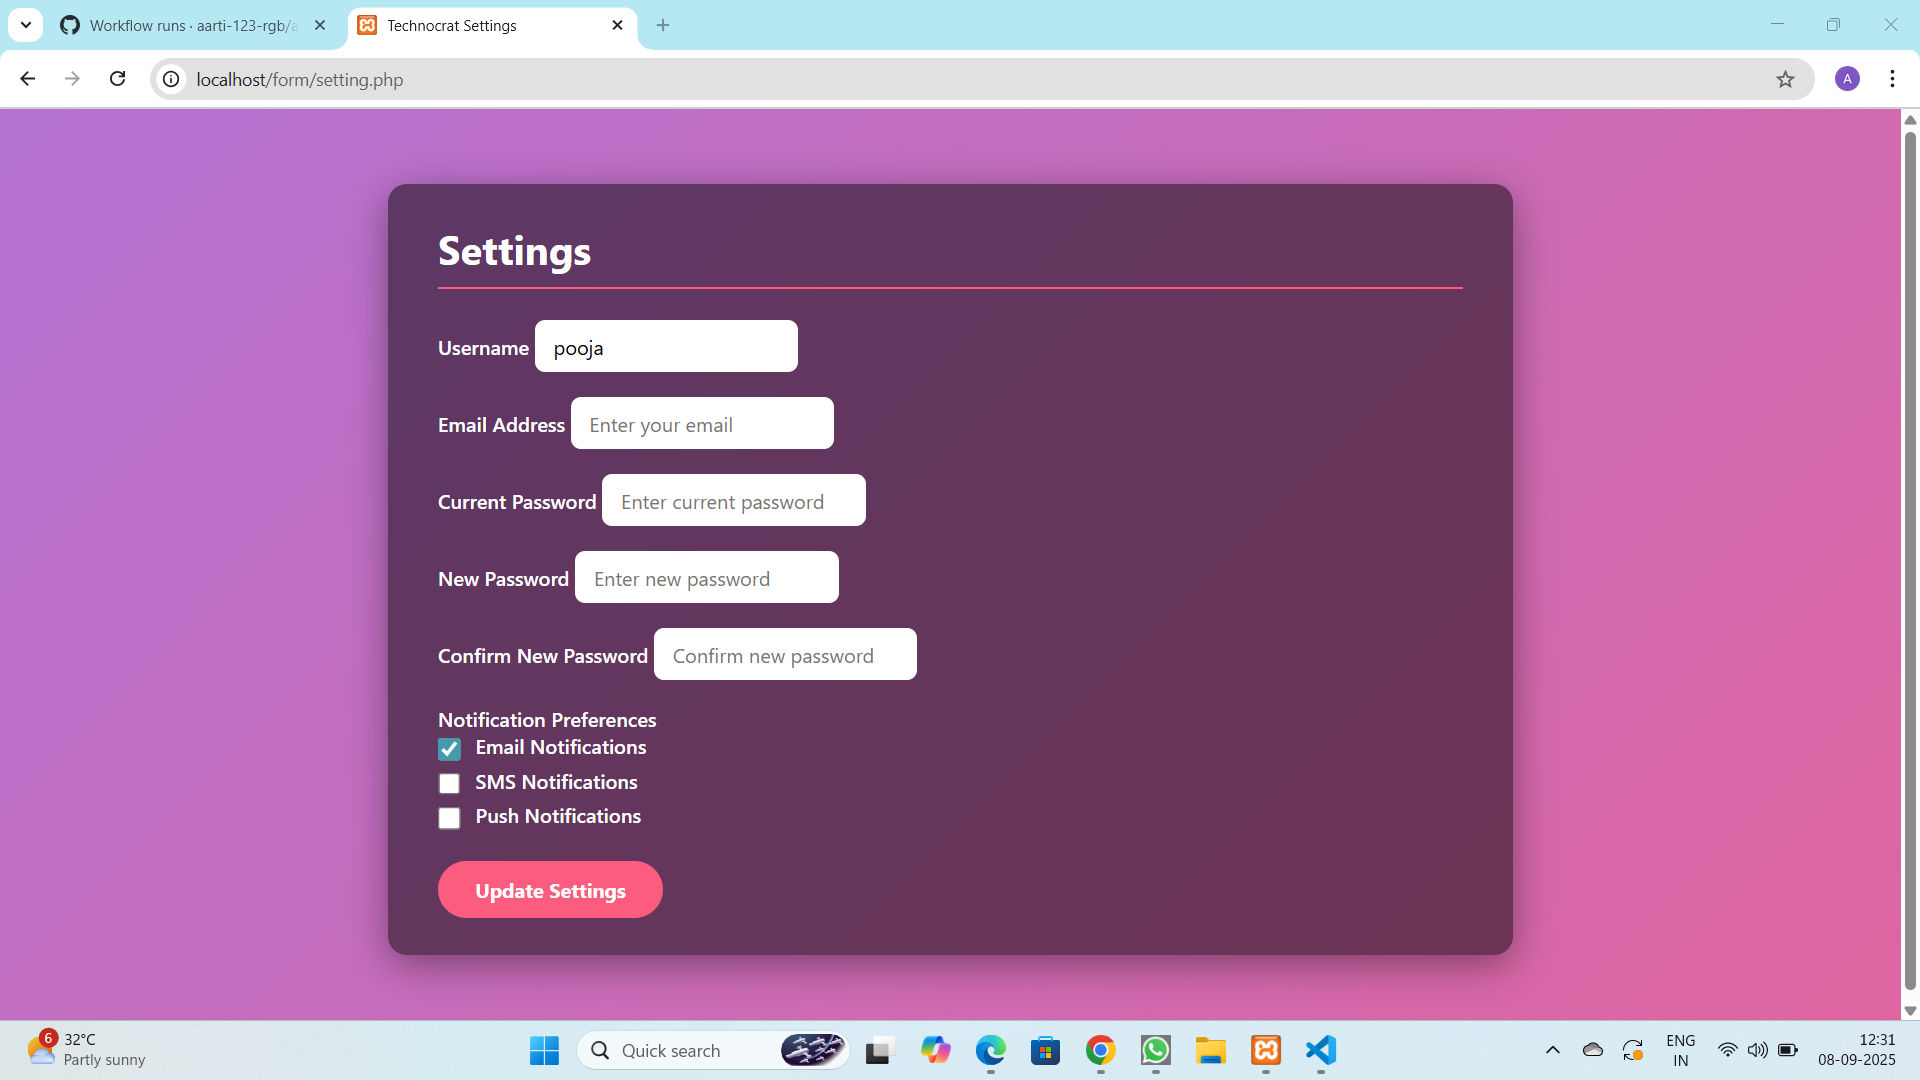 Workflow runs · aarti-123-rgb/a
Technocrat Settings
localhost/form/setting.php
A
Settings
Username pooja
Email Address Enter your email
Current Password Enter current password
New Password Enter new password
Confirm New Password Confirm new password
Notification Preferences
Email Notifications
SMS Notifications
Push Notifications
Update Settings
6
32°C
Partly sunny
Quick search
ENG
IN
12:31
08-09-2025